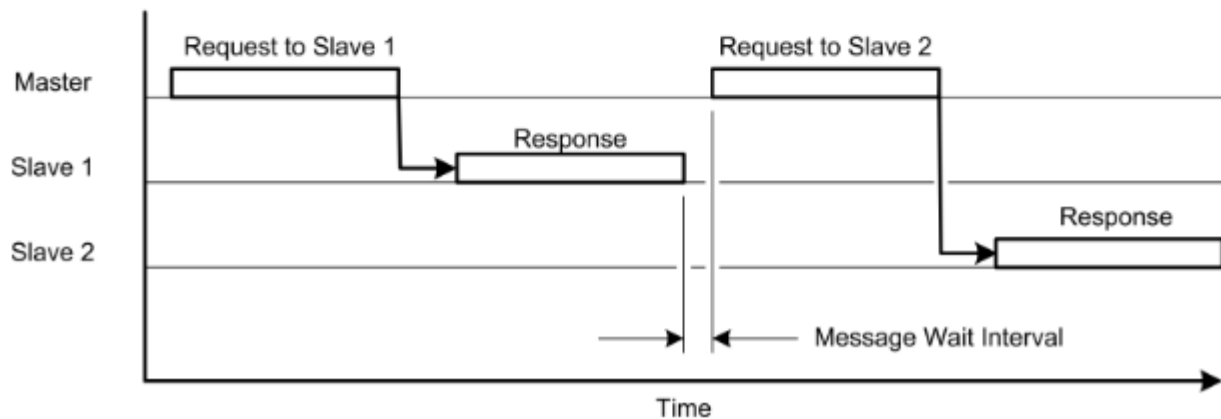 Request to Slave 1
Request to Slave 2
Master
Response
Slave 1
Response
Slave 2
Message Wait Interval
Time